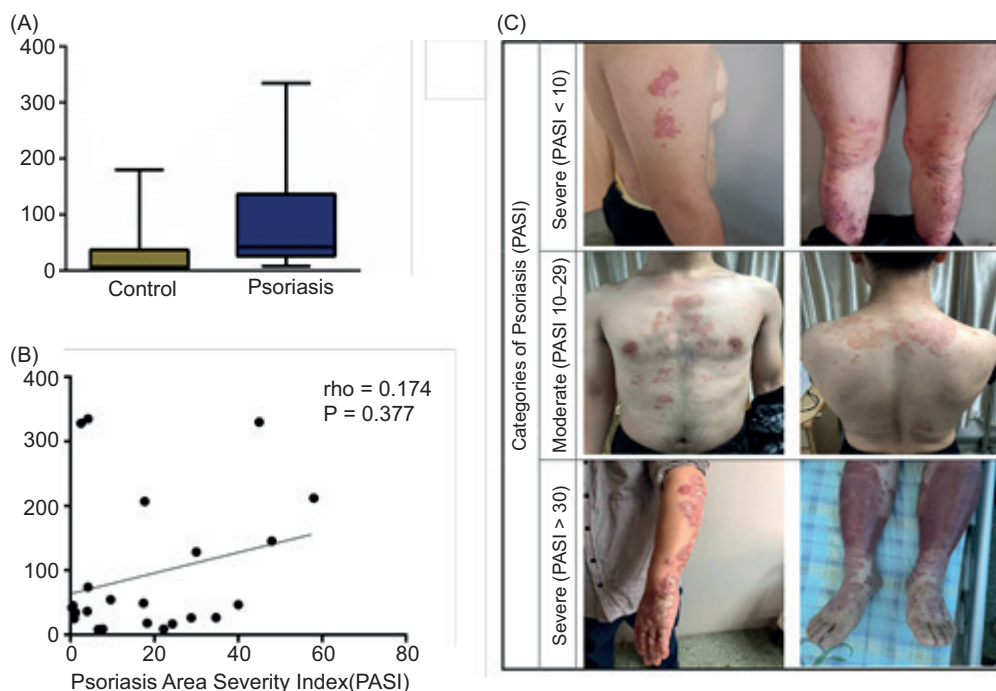 (A)
400
300
200
100
0
Control
Psoriasis
(B)
400
300
200
100
0
rho = 0.174
P = 0.377
0
20
40
60
80
Psoriasis Area Severity Index(PASI)
(C)
Categories of Psoriasis (PASI)
Severe (PASI < 10)
Moderate (PASI 10–29)
Severe (PASI > 30)